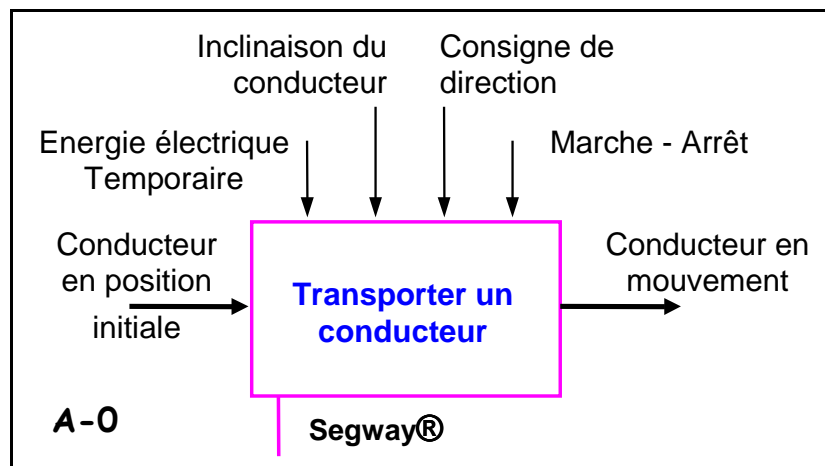 Inclinaison du
conducteur
Consigne de
direction
Energie électrique
Temporaire
Marche - Arrêt
Conducteur
en position
initiale
Transporter un
conducteur
Conducteur en
mouvement
A-0
Segway®